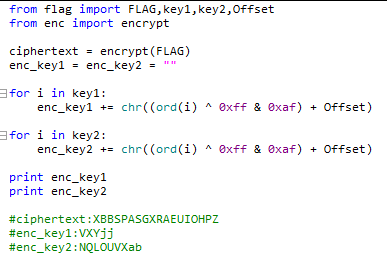 from flag import FLAG,key1,key2,Offset
from enc import encrypt
ciphertext = encrypt(FLAG)
enc_key1 = enc_key2 = ""
for i in key1:
    enc_key1 += chr((ord(i) ^ 0xff & 0xaf) + Offset)
for i in key2:
    enc_key2 += chr((ord(i) ^ 0xff & 0xaf) + Offset)
print enc_key1
print enc_key2
#ciphertext:XBBSPASGXRAEUIOHPZ
#enc_key1:VXYjj
#enc_key2:NQLOUVXab